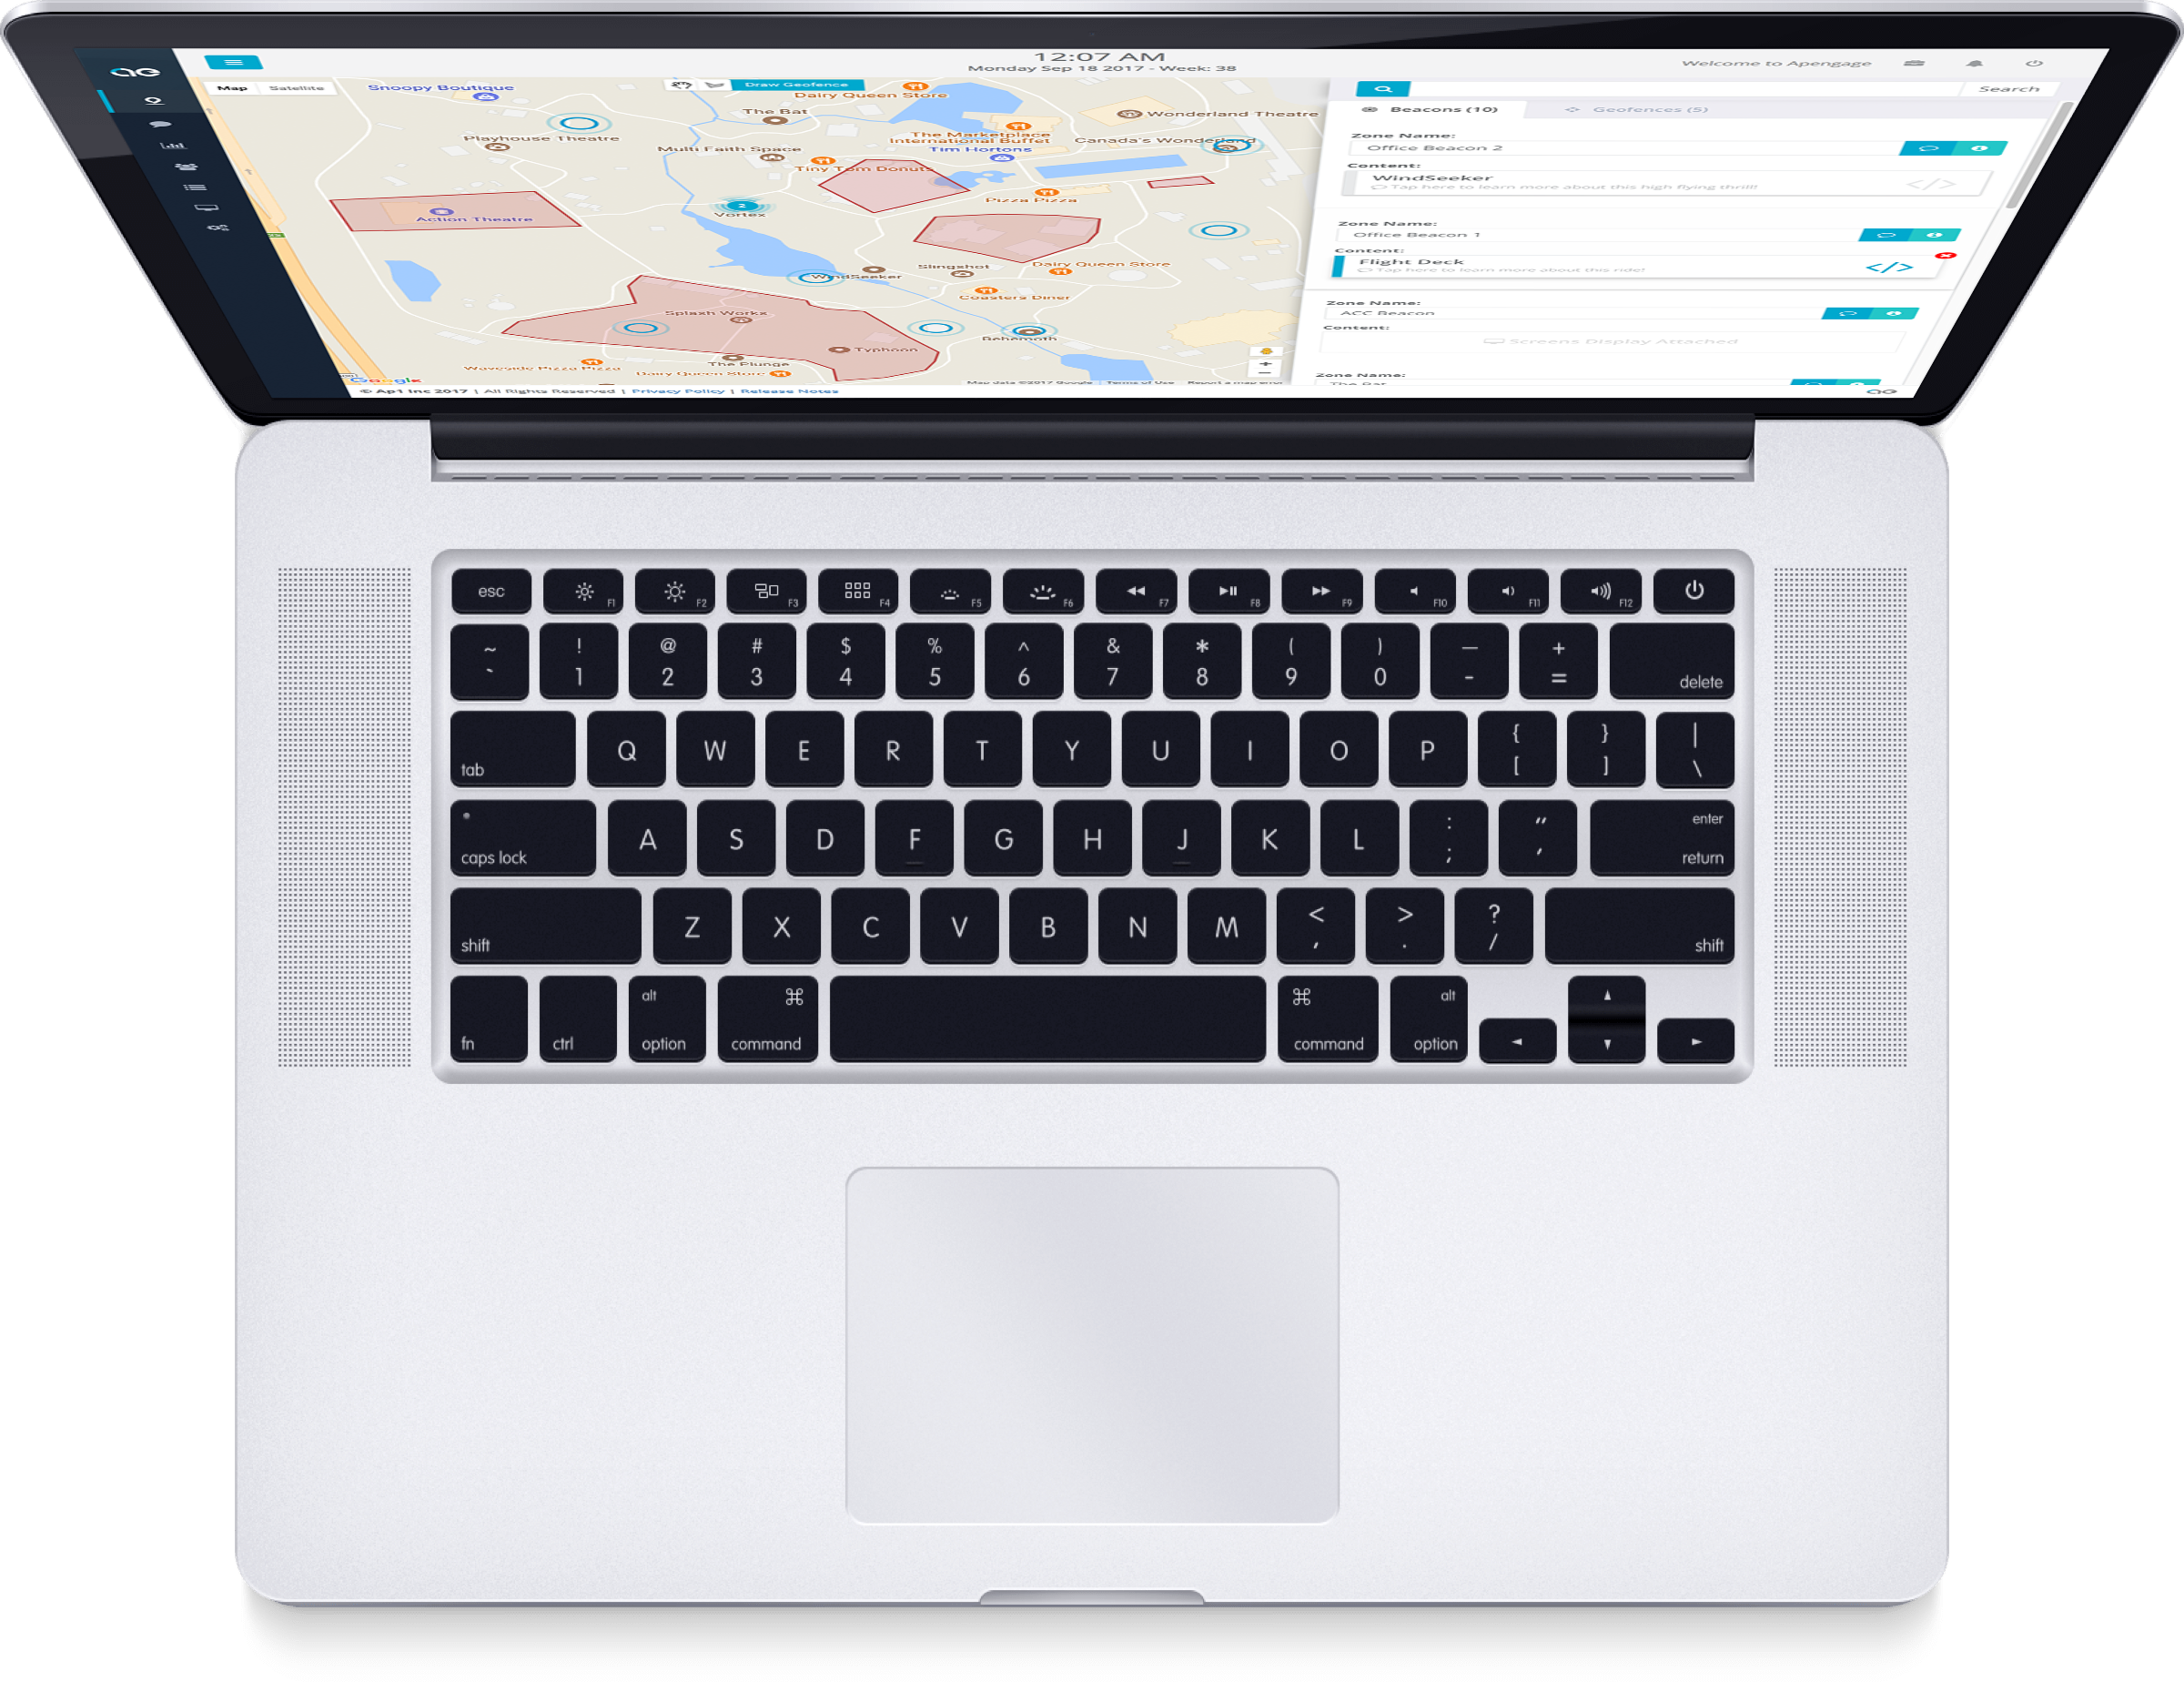 ae
12:07 AM
Monday Sep 18 2017 - Week: 38
Welcome to Apengage
Map Satellite
Draw Geofence
Search
Snoopy Boutique
Dairy Queen Store
The Bat
Wonderland Theatre
Playhouse Theatre
The Marketplace
International Buffet
Canada's Wonderland
Multi Faith Space
Tim Hortons
Tiny Tom Donuts
Pizza Pizza
Action Theatre
2
Vortex
WindSeeker
Slingshot
Dairy Queen Store
Coasters Diner
Splash Works
Behemoth
Typhoon
The Plunge
Wayside Pizza Pizza
Dairy Queen Store
Google
Map data ©2017 Google Terms of Use Report a map error
Beacons (10)
Geofences (5)
Zone Name:
Office Beacon 2
Content:
WindSeeker
Tap here to learn more about this high flying thrill!
</>
Zone Name:
Office Beacon 1
Content:
Flight Deck
Tap here to learn more about this ride!
</>
Zone Name:
ACC Beacon
Content:
Screens Display Attached
Zone Name:
The Bat
© Ap1 Inc 2017 | All Rights Reserved | Privacy Policy | Release Notes
ae
esc F1 F2 F3 F4 F5 F6 F7 F8 F9 F10 F11 F12
~ ! @ # $ % ^ & * ( ) — +
` 1 2 3 4 5 6 7 8 9 0 - = delete
tab Q W E R T Y U I O P { [ } ] | \
caps lock A S D F G H J K L : ; “ ‚ enter return
shift Z X C V B N M < , > . ? / shift
fn ctrl alt option ⌘ command ⌘ command alt option ◄ ▲ ▼ ►